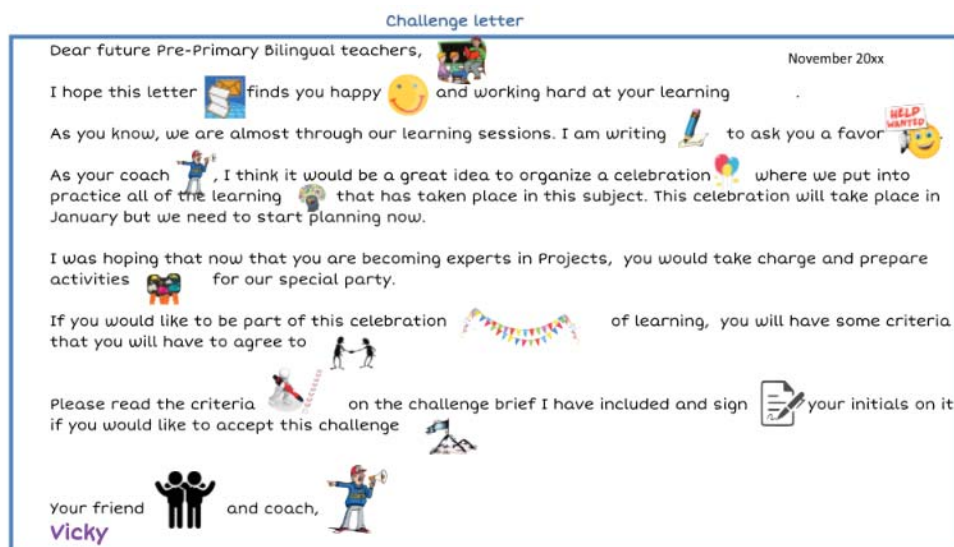 Challenge letter
Dear future Pre-Primary Bilingual teachers,
November 20xx
I hope this letter finds you happy and working hard at your learning .
As you know, we are almost through our learning sessions. I am writing to ask you a favor
HELP
WANTED
.
As your coach , I think it would be a great idea to organize a celebration where we put into
practice all of the learning that has taken place in this subject. This celebration will take place in
January but we need to start planning now.
I was hoping that now that you are becoming experts in Projects, you would take charge and prepare
activities for our special party.
If you would like to be part of this celebration of learning, you will have some criteria
that you will have to agree to
Please read the criteria on the challenge brief I have included and sign your initials on it
if you would like to accept this challenge
Your friend and coach,
Vicky